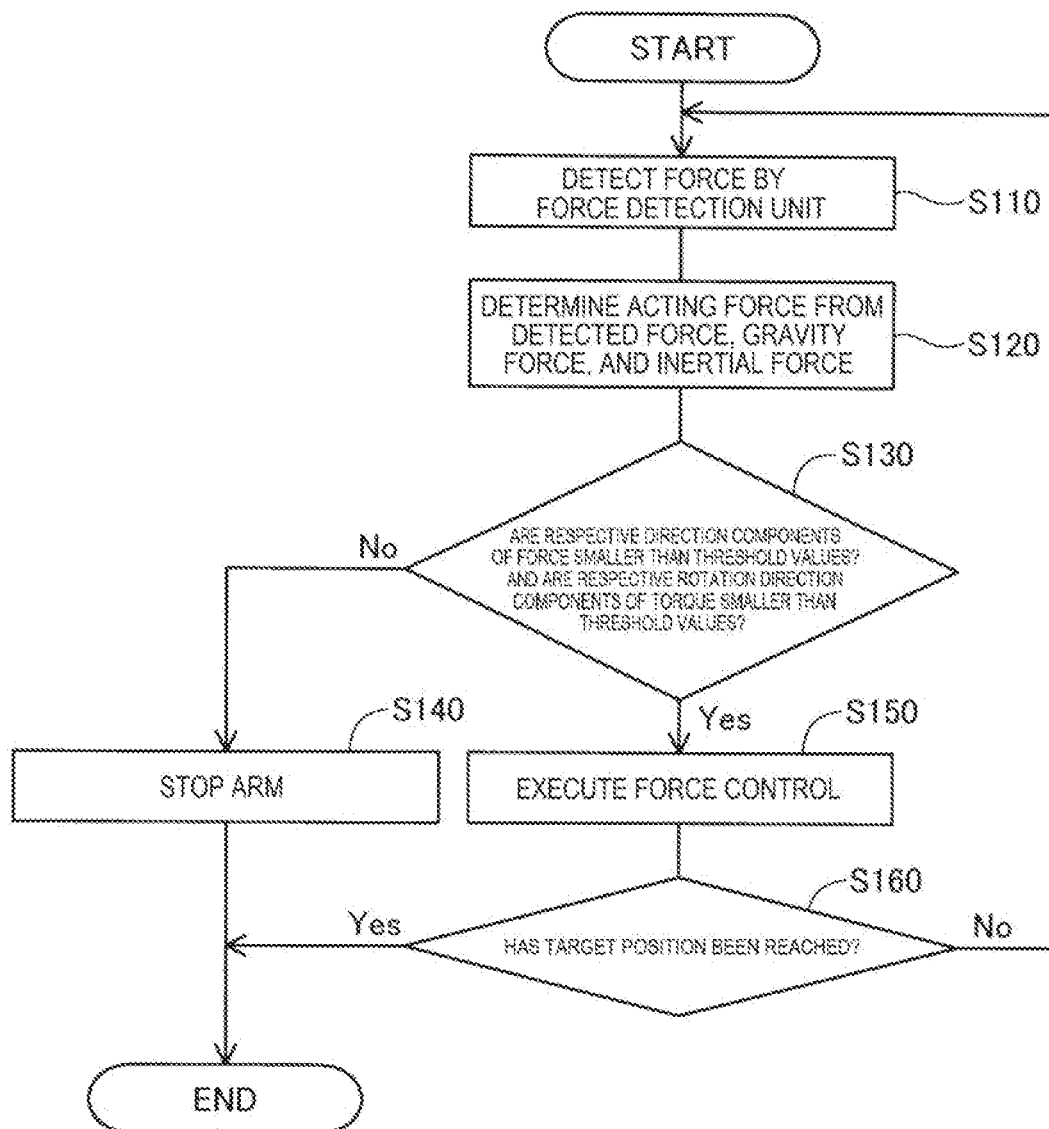 START
DETECT FORCE BY
FORCE DETECTION UNIT
S110
DETERMINE ACTING FORCE FROM
DETECTED FORCE, GRAVITY
FORCE, AND INERTIAL FORCE
S120
S130
ARE RESPECTIVE DIRECTION COMPONENTS
OF FORCE SMALLER THAN THRESHOLD VALUES?
AND ARE RESPECTIVE ROTATION DIRECTION
COMPONENTS OF TORQUE SMALLER THAN
THRESHOLD VALUES?
No
Yes
S140
STOP ARM
S150
EXECUTE FORCE CONTROL
S160
HAS TARGET POSITION BEEN REACHED?
Yes
No
END